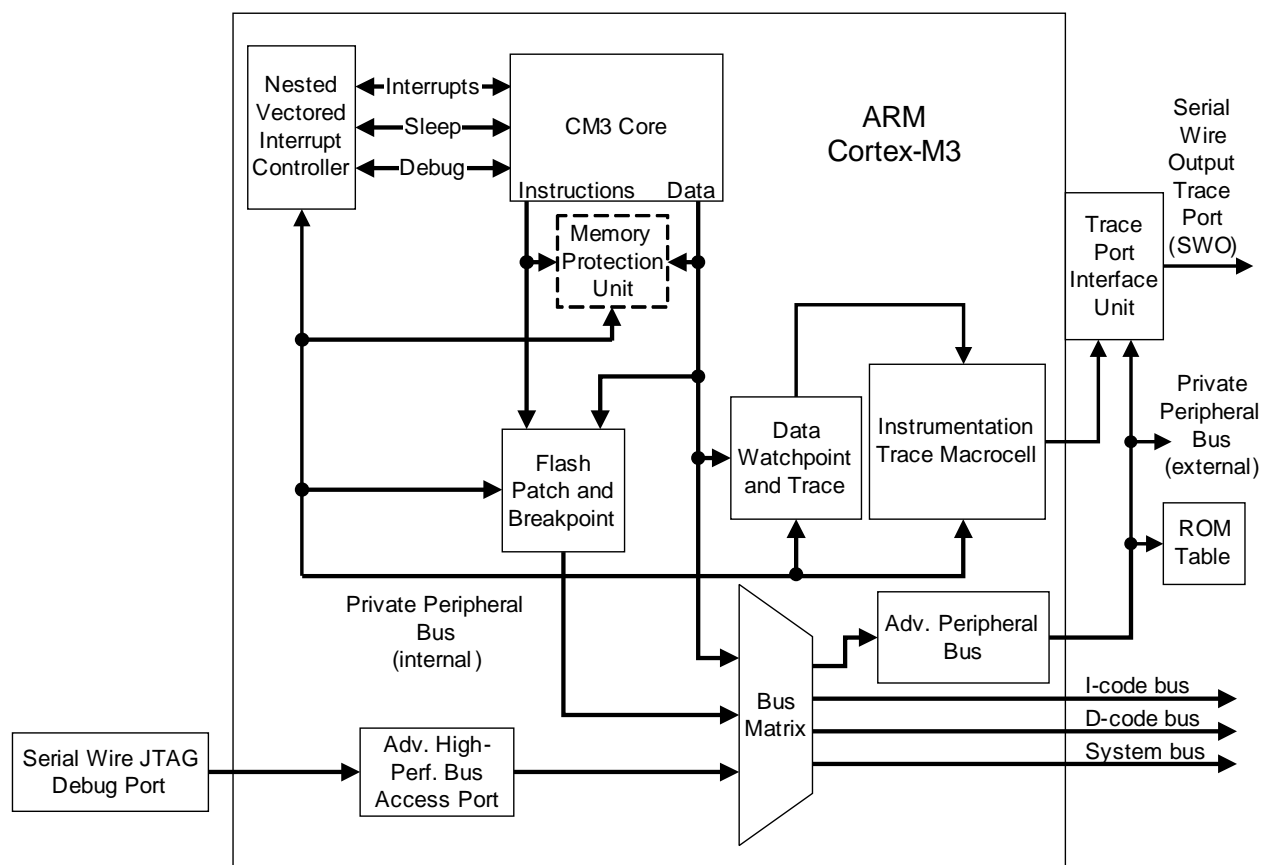 Nested
Vectored
Interrupt
Controller
Interrupts
Sleep
Debug
CM3 Core
Instructions
Data
ARM
Cortex-M3
Memory
Protection
Unit
Serial
Wire
Output
Trace
Port
(SWO)
Trace
Port
Interface
Unit
Flash
Patch and
Breakpoint
Data
Watchpoint
and Trace
Instrumentation
Trace Macrocell
Private
Peripheral
Bus
(external)
ROM
Table
Private Peripheral
Bus
(internal)
Adv. Peripheral
Bus
Bus
Matrix
I-code bus
D-code bus
System bus
Serial Wire JTAG
Debug Port
Adv. High-
Perf. Bus
Access Port